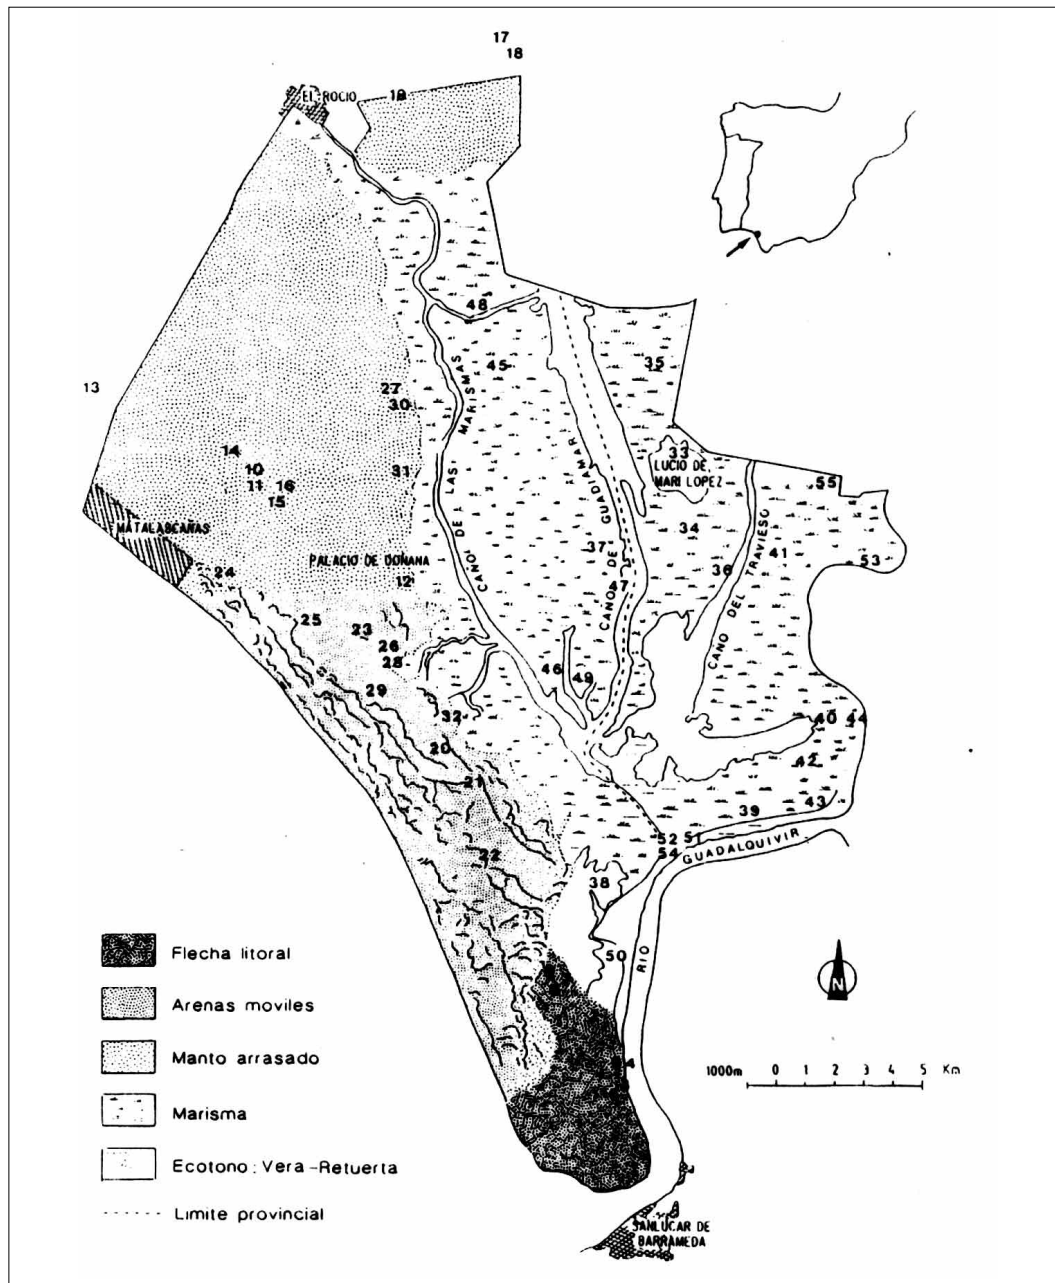 17
18
EL ROCIO
19
48
35
45
13
27
30
33
LUCIO DE
MARI LOPEZ
14
10
11 16
15
31
55
MATALASCAÑAS
CAÑO DE LAS MARISMAS
CAÑO DE GUADIAMAR
34
37
41
53
PALACIO DE DOÑANA
12
24
36
47
CAÑO DEL TRAVIESO
25
23
26
28
46
49
29
32
40 44
20
42
21
43
39
52 51
54
RIO GUADALQUIVIR
22
38
50
Flecha litoral
Arenas moviles
Manto arrasado
Marisma
Ecotono: Vera-Retuerta
Limite provincial
N
1000m 0 1 2 3 4 5 Km
SANLUCAR DE
BARRAMEDA